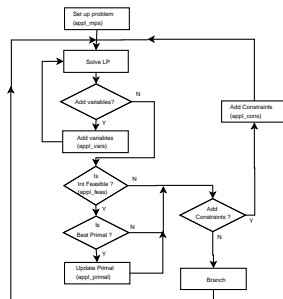 Set up problem
(appl_mps)
Solve LP
Add variables?
N
Y
Add variables
(appl_vars)
Add Constraints
(appl_cons)
Is
Int Feasible ?
(appl_feas)
N
Y
Add
Constraints ?
Y
N
Is
Best Primal ?
N
Y
Update Primal
(appl_primal)
Branch